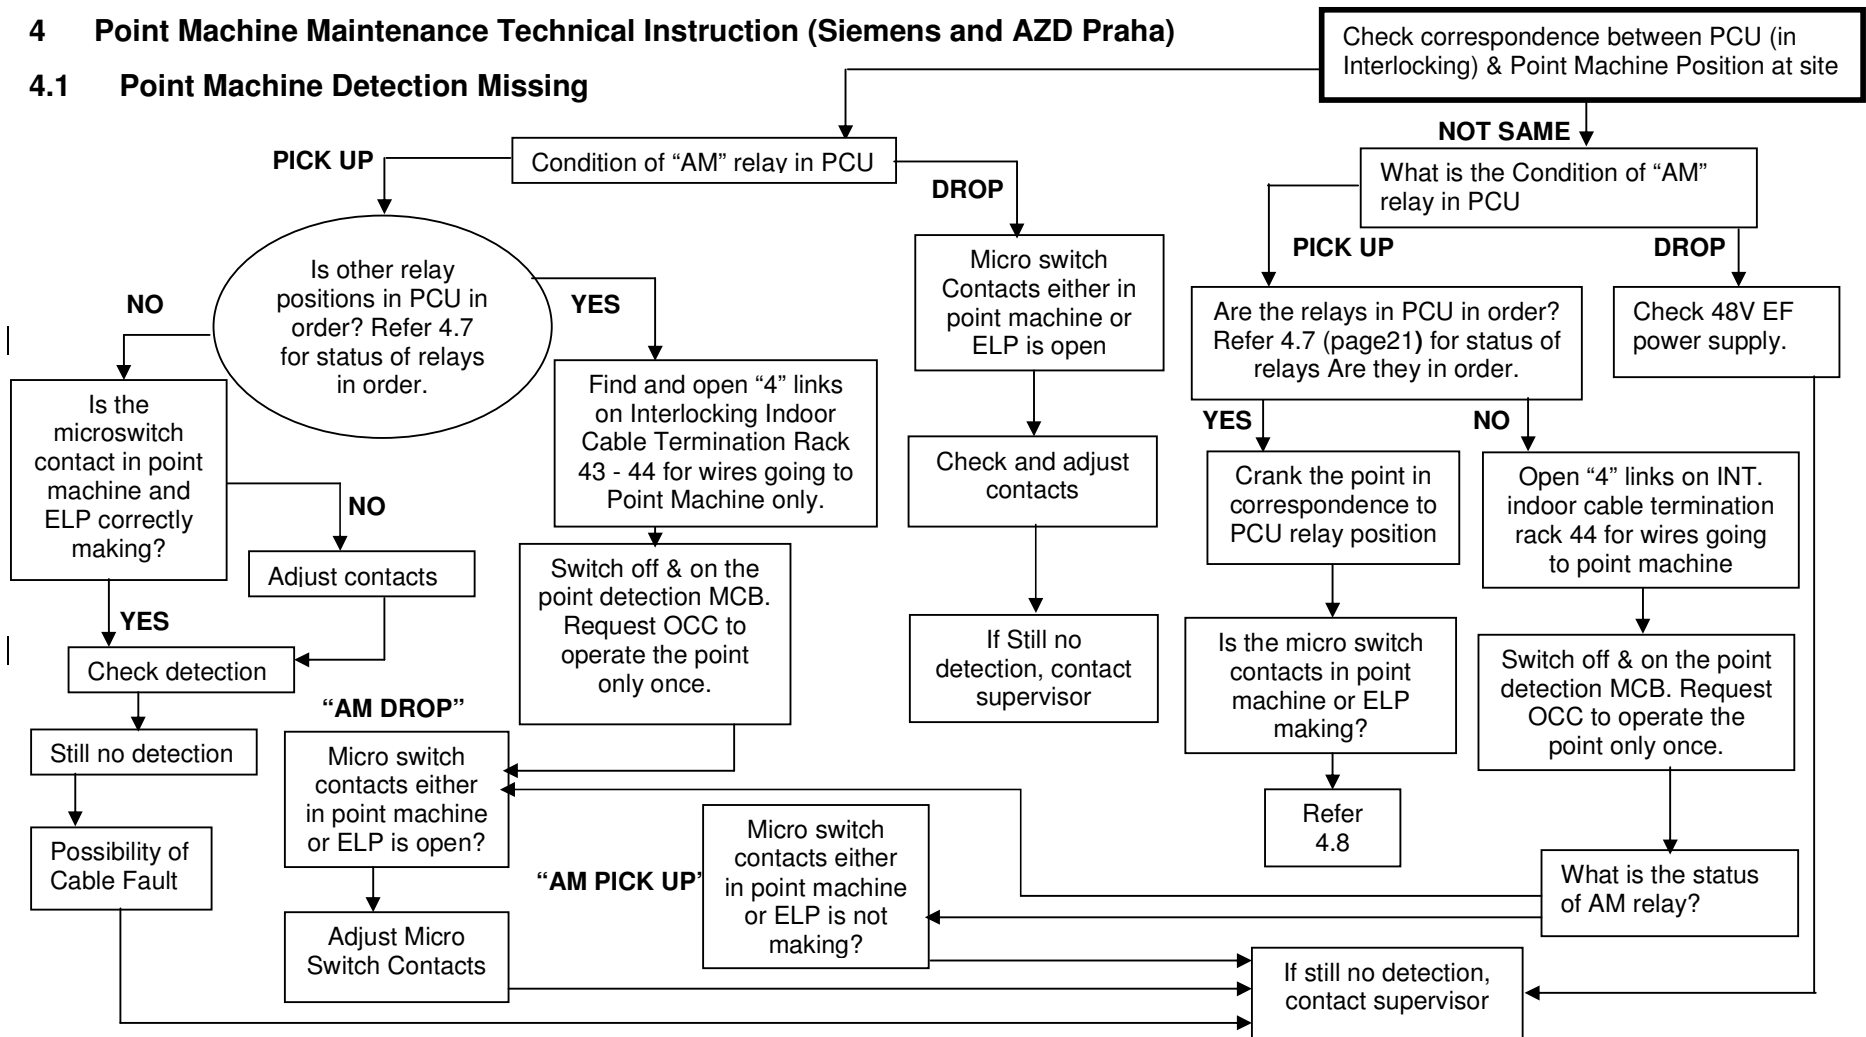 4 Point Machine Maintenance Technical Instruction (Siemens and AZD Praha)
4.1 Point Machine Detection Missing
Check correspondence between PCU (in
Interlocking) & Point Machine Position at site
NOT SAME
PICK UP
Condition of “AM” relay in PCU
DROP
What is the Condition of “AM”
relay in PCU
PICK UP
DROP
Is other relay
positions in PCU in
order? Refer 4.7
for status of relays
in order.
NO
YES
Micro switch
Contacts either in
point machine or
ELP is open
Are the relays in PCU in order?
Refer 4.7 (page21) for status of
relays Are they in order.
Check 48V EF
power supply.
Is the
microswitch
contact in point
machine and
ELP correctly
making?
Find and open “4” links
on Interlocking Indoor
Cable Termination Rack
43 - 44 for wires going to
Point Machine only.
YES
NO
Check and adjust
contacts
Crank the point in
correspondence to
PCU relay position
Open “4” links on INT.
indoor cable termination
rack 44 for wires going
to point machine
NO
Adjust contacts
YES
Switch off & on the
point detection MCB.
Request OCC to
operate the point
only once.
If Still no
detection, contact
supervisor
Is the micro switch
contacts in point
machine or ELP
making?
Switch off & on the point
detection MCB. Request
OCC to operate the
point only once.
Check detection
“AM DROP”
Still no detection
Micro switch
contacts either
in point machine
or ELP is open?
Refer
4.8
Possibility of
Cable Fault
“AM PICK UP”
Micro switch
contacts either
in point machine
or ELP is not
making?
What is the status
of AM relay?
Adjust Micro
Switch Contacts
If still no detection,
contact supervisor